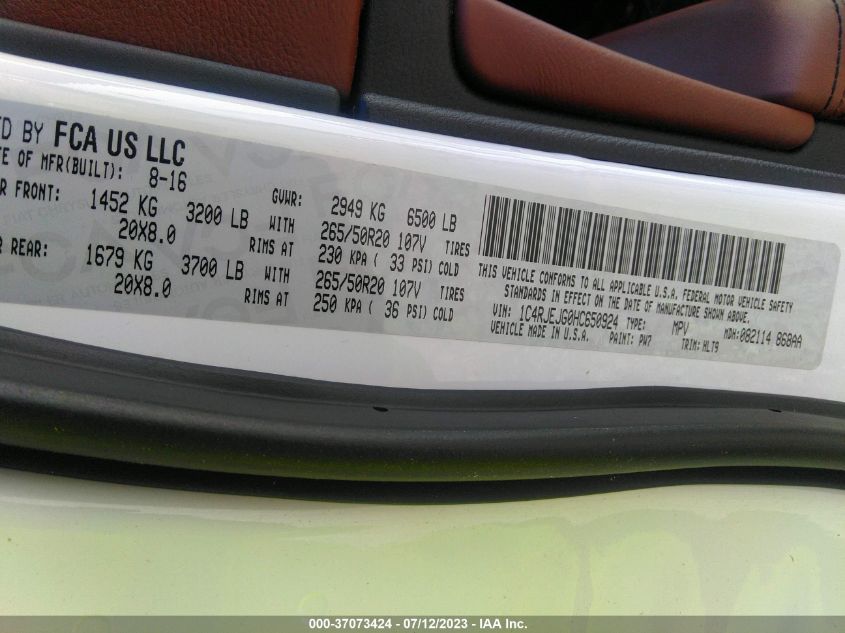 D BY FCA US LLC
TE OF MFR(BUILT): 8-16
R FRONT: 1452 KG 3200 LB WITH 265/50R20 107V TIRES
20X8.0 RIMS AT 230 KPA ( 33 PSI) COLD
R REAR: 1679 KG 3700 LB WITH 265/50R20 107V TIRES
20X8.0 RIMS AT 250 KPA ( 36 PSI) COLD
GVWR: 2949 KG 6500 LB
THIS VEHICLE CONFORMS TO ALL APPLICABLE U.S.A. FEDERAL MOTOR VEHICLE SAFETY
STANDARDS IN EFFECT ON THE DATE OF MANUFACTURE SHOWN ABOVE.
VIN: 1C4RJEJG0HC650924 TYPE: MPV MDH:082114 868AA
VEHICLE MADE IN U.S.A. PAINT: PW7 TRIM: HLT9
000-37073424 - 07/12/2023 - IAA Inc.